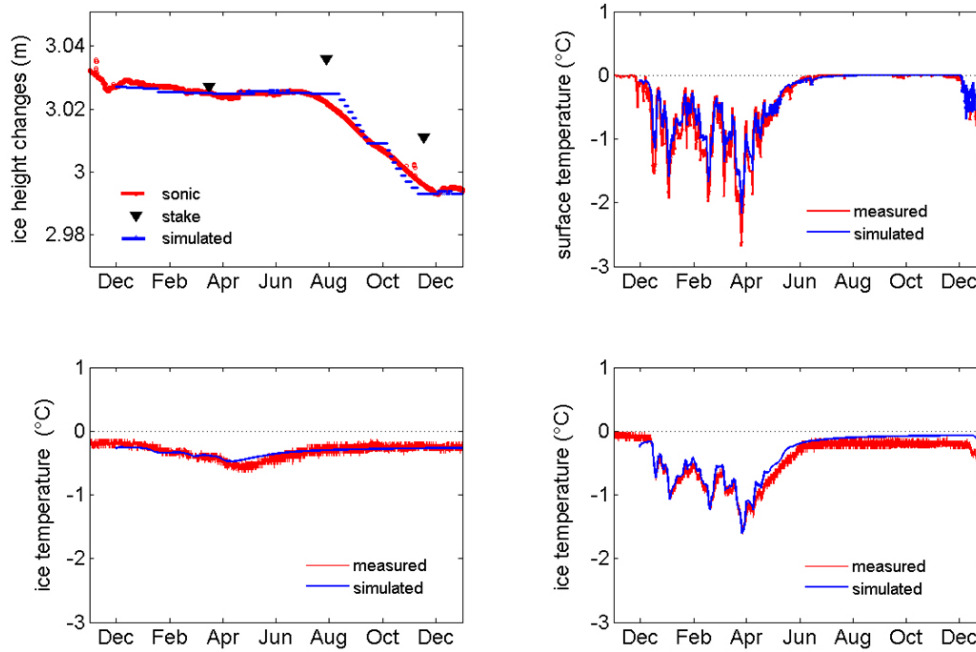 ice height changes (m)
3.04
3.02
3
2.98
sonic
stake
simulated
Dec Feb Apr Jun Aug Oct Dec
surface temperature (°C)
1
0
-1
-2
-3
measured
simulated
Dec Feb Apr Jun Aug Oct Dec
ice temperature (°C)
1
0
-1
-2
-3
measured
simulated
Dec Feb Apr Jun Aug Oct Dec
ice temperature (°C)
1
0
-1
-2
-3
measured
simulated
Dec Feb Apr Jun Aug Oct Dec